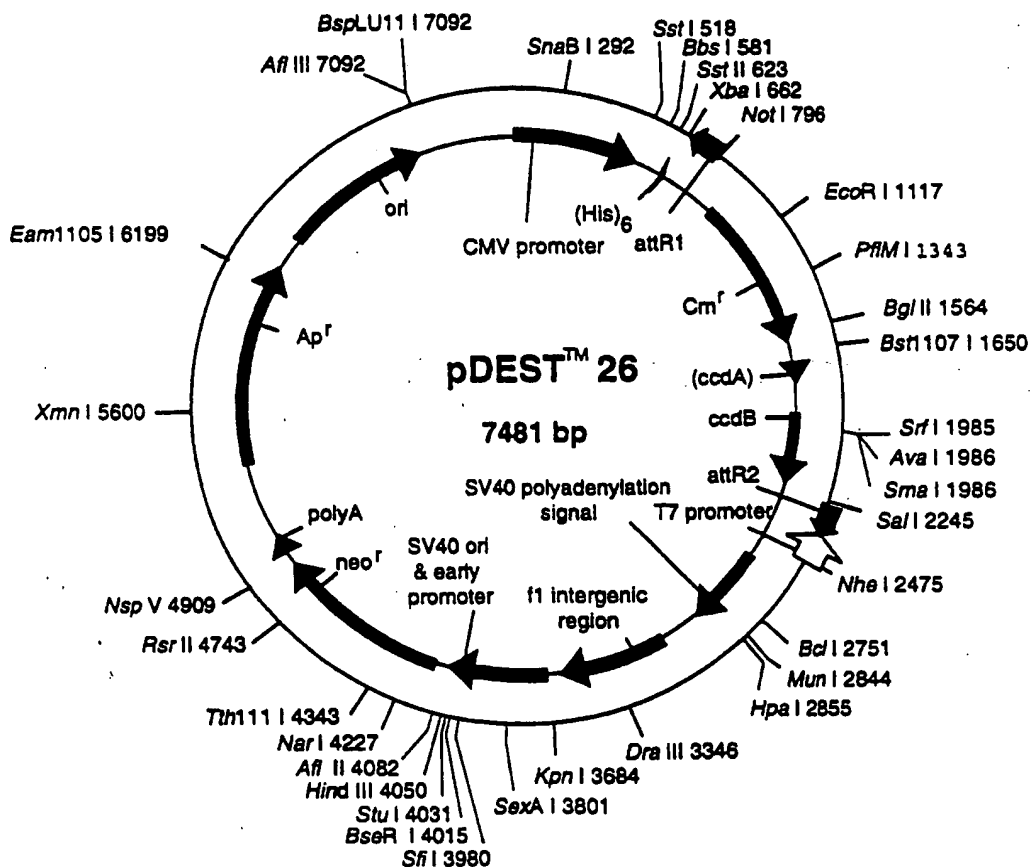 BspLU11 I 7092
Afl III 7092
SnaB I 292
Sst I 518
Bbs I 581
Sst II 623
Xba I 662
Not I 796
EcoR I 1117
PflM I 1343
Bgl II 1564
Bst1107 I 1650
Srf I 1985
Ava I 1986
Sma I 1986
Sal I 2245
Nhe I 2475
Bcl I 2751
Mun I 2844
Hpa I 2855
Dra III 3346
Kpn I 3684
SexA I 3801
Sfi I 3980
BseR I 4015
Stu I 4031
Hind III 4050
Afl II 4082
Nar I 4227
Tth111 I 4343
Rsr II 4743
Nsp V 4909
Xmn I 5600
Eam1105 I 6199
ori
CMV promoter
(His)6
attR1
Cmr
(ccdA)
ccdB
attR2
T7 promoter
SV40 polyadenylation
signal
f1 intergenic
region
SV40 ori
& early
promoter
neor
polyA
Apr
pDEST™ 26
7481 bp